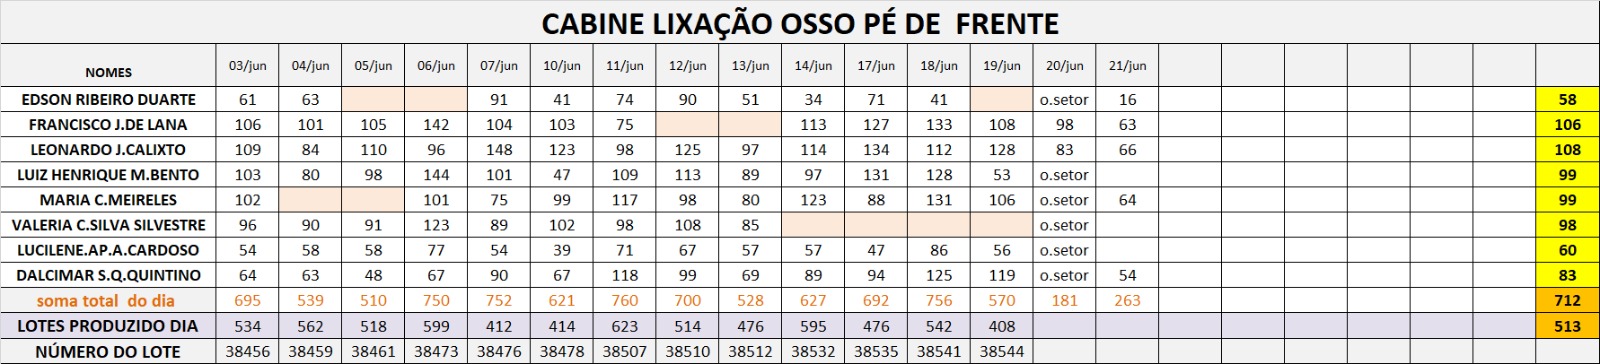 CABINE LIXAÇÃO OSSO PÉ DE FRENTE
NOMES 03/jun 04/jun 05/jun 06/jun 07/jun 10/jun 11/jun 12/jun 13/jun 14/jun 17/jun 18/jun 19/jun 20/jun 21/jun
EDSON RIBEIRO DUARTE 61 63 91 41 74 90 51 34 71 41 o.setor 16 58
FRANCISCO J.DE LANA 106 101 105 142 104 103 75 113 127 133 108 98 63 106
LEONARDO J.CALIXTO 109 84 110 96 148 123 98 125 97 114 134 112 128 83 66 108
LUIZ HENRIQUE M.BENTO 103 80 98 144 101 47 109 113 89 97 131 128 53 o.setor 99
MARIA C.MEIRELES 102 101 75 99 117 98 80 123 88 131 106 o.setor 64 99
VALERIA C.SILVA SILVESTRE 96 90 91 123 89 102 98 108 85 o.setor 98
LUCILENE.AP.A.CARDOSO 54 58 58 77 54 39 71 67 57 57 47 86 56 o.setor 60
DALCIMAR S.Q.QUINTINO 64 63 48 67 90 67 118 99 69 89 94 125 119 o.setor 54 83
soma total do dia 695 539 510 750 752 621 760 700 528 627 692 756 570 181 263 712
LOTES PRODUZIDO DIA 534 562 518 599 412 414 623 514 476 595 476 542 408 513
NÚMERO DO LOTE 38456 38459 38461 38473 38476 38478 38507 38510 38512 38532 38535 38541 38544